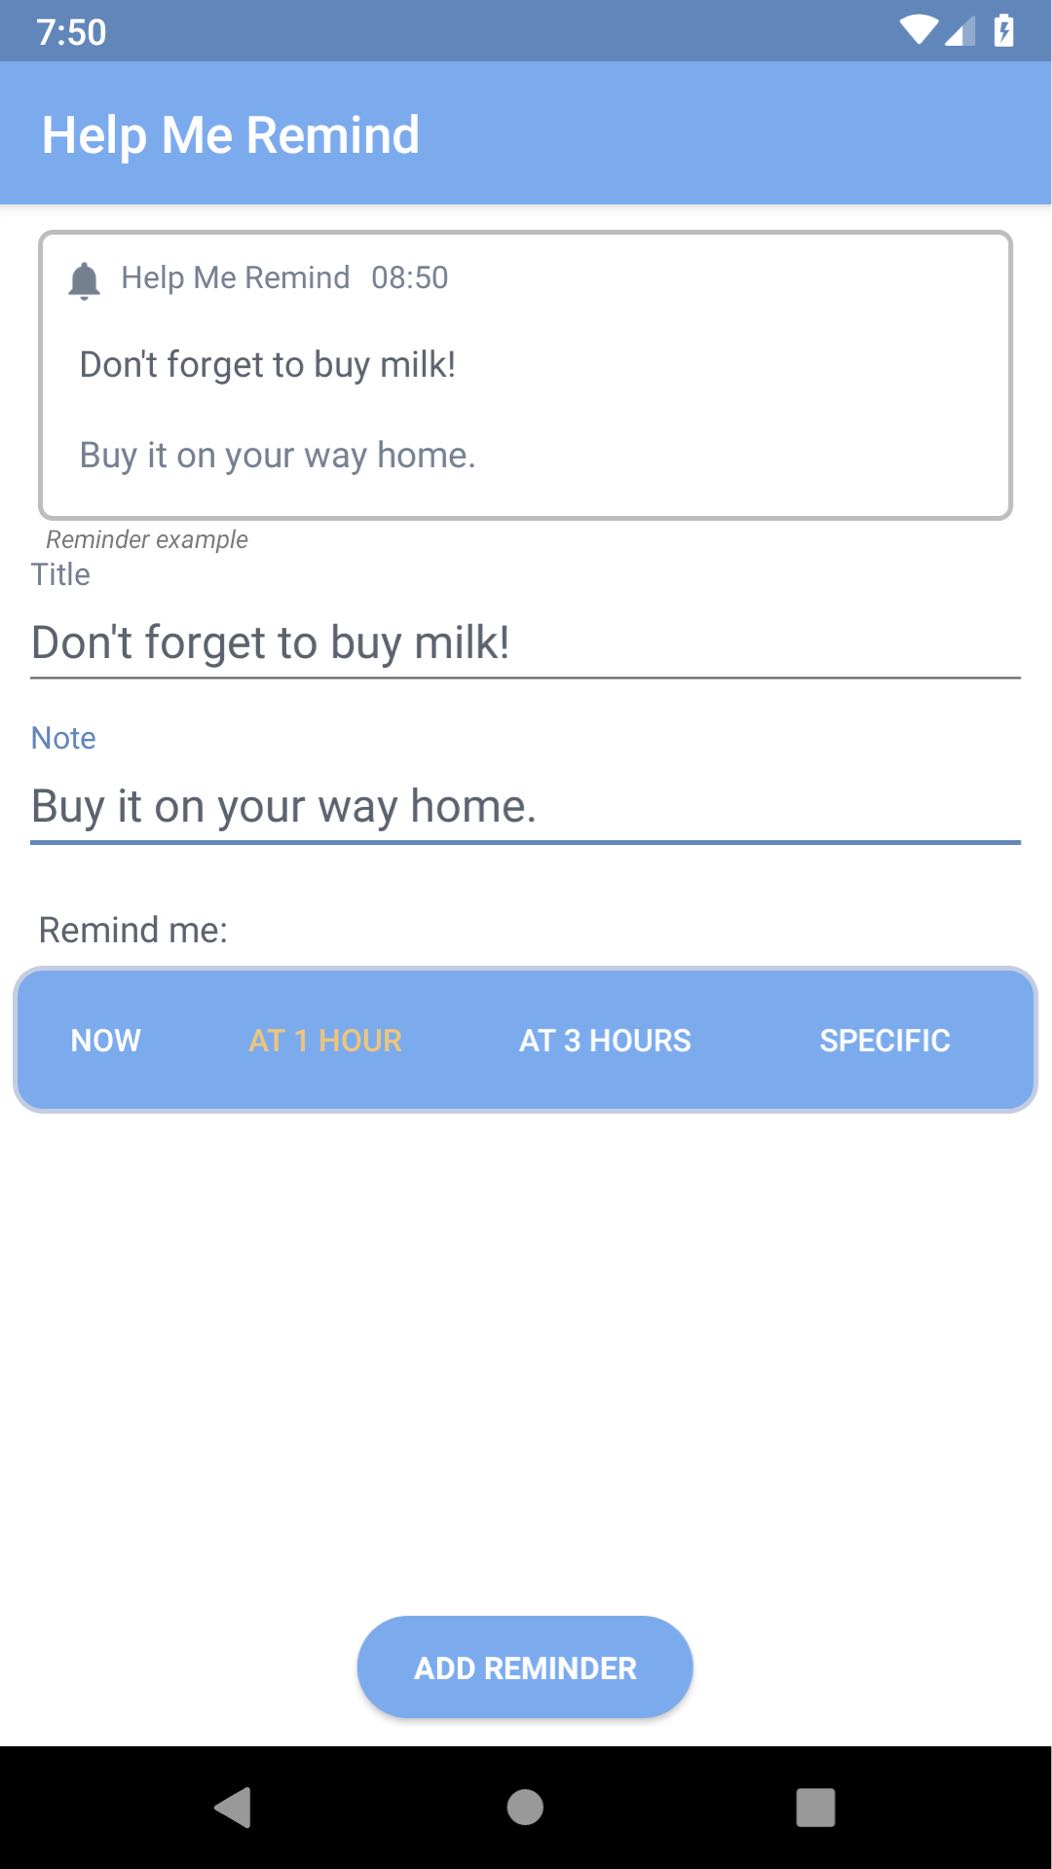 7:50
Help Me Remind
Help Me Remind 08:50
Don't forget to buy milk!
Buy it on your way home.
Reminder example
Title
Don't forget to buy milk!
Note
Buy it on your way home.
Remind me:
NOW AT 1 HOUR AT 3 HOURS SPECIFIC
ADD REMINDER